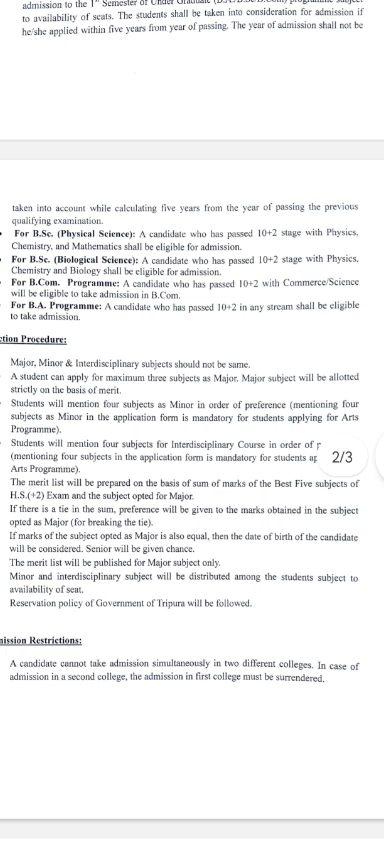 admission to the 1st Semester of Under Graduate programme subject
to availability of seats. The students shall be taken into consideration for admission if
he/she applied within five years from year of passing. The year of admission shall not be
taken into account while calculating five years from the year of passing the previous
qualifying examination.
For B.Sc. (Physical Science): A candidate who has passed 10+2 stage with Physics,
Chemistry, and Mathematics shall be eligible for admission.
For B.Sc. (Biological Science): A candidate who has passed 10+2 stage with Physics,
Chemistry and Biology shall be eligible for admission.
For B.Com. Programme: A candidate who has passed 10+2 with Commerce/Science
will be eligible to take admission in B.Com.
For B.A. Programme: A candidate who has passed 10+2 in any stream shall be eligible
to take admission.
ction Procedure:
Major, Minor & Interdisciplinary subjects should not be same.
A student can apply for maximum three subjects as Major. Major subject will be allotted
strictly on the basis of merit.
Students will mention four subjects as Minor in order of preference (mentioning four
subjects as Minor in the application form is mandatory for students applying for Arts
Programme).
Students will mention four subjects for Interdisciplinary Course in order of
(mentioning four subjects in the application form is mandatory for students
Arts Programme).
2/3
The merit list will be prepared on the basis of sum of marks of the Best Five subjects of
H.S.(+2) Exam and the subject opted for Major.
If there is a tie in the sum, preference will be given to the marks obtained in the subject
opted as Major (for breaking the tie).
If marks of the subject opted as Major is also equal, then the date of birth of the candidate
will be considered. Senior will be given chance.
The merit list will be published for Major subject only.
Minor and interdisciplinary subject will be distributed among the students subject to
availability of seat.
Reservation policy of Government of Tripura will be followed.
nission Restrictions:
A candidate cannot take admission simultaneously in two different colleges. In case of
admission in a second college, the admission in first college must be surrendered.